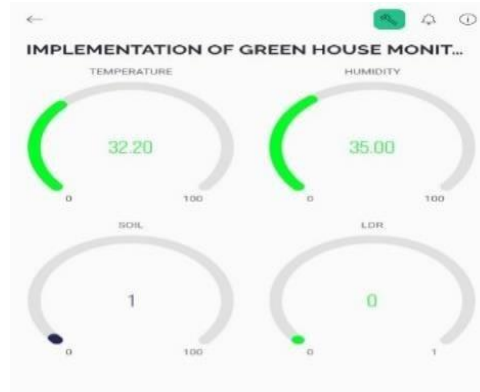 IMPLEMENTATION OF GREEN HOUSE MONIT...
TEMPERATURE HUMIDITY
32.20 35.00
0 100 0 100
SOIL LDR
1 0
0 100 0 1